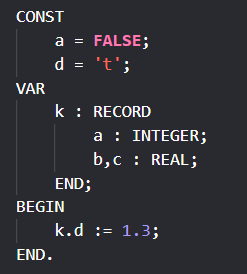 CONST
    a = FALSE;
    d = 't';
VAR
    k : RECORD
        a : INTEGER;
        b,c : REAL;
    END;
BEGIN
    k.d := 1.3;
END.